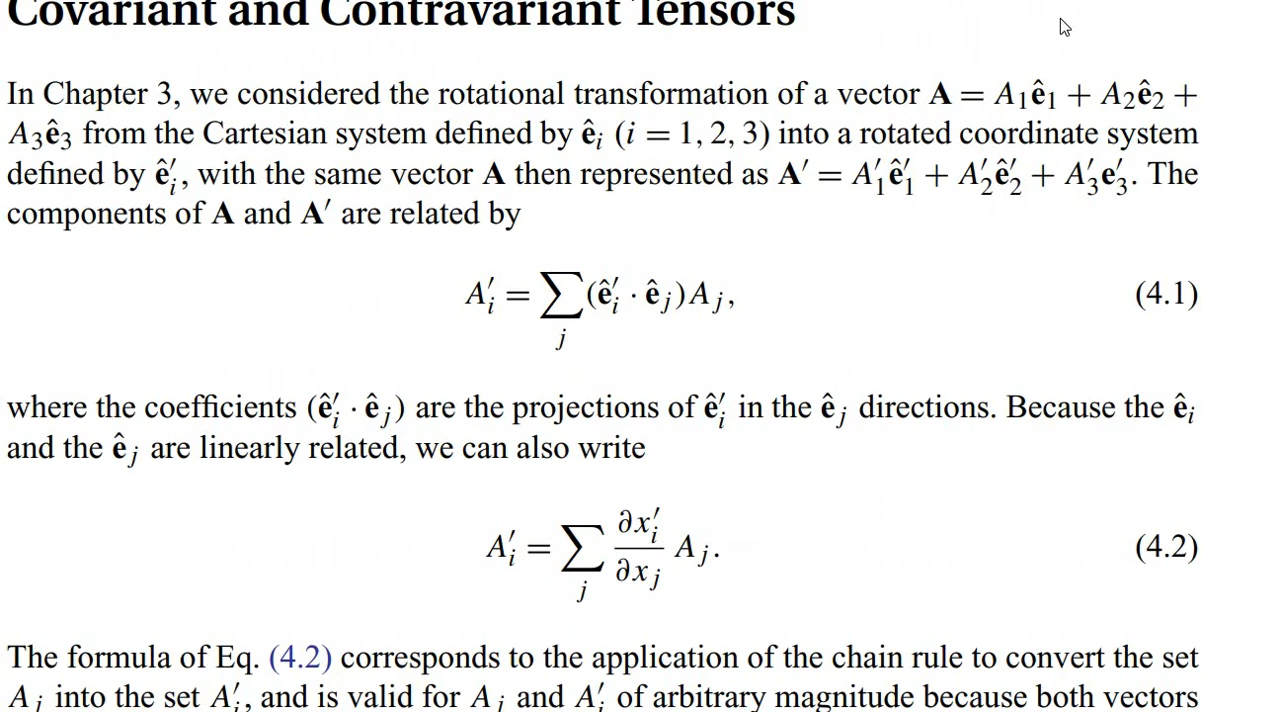 Covariant and Contravariant Tensors
In Chapter 3, we considered the rotational transformation of a vector A = A₁ê₁ + A₂ê₂ +
A₃ê₃ from the Cartesian system defined by êᵢ (i = 1, 2, 3) into a rotated coordinate system
defined by ê′ᵢ, with the same vector A then represented as A′ = A′₁ê′₁ + A′₂ê′₂ + A′₃e′₃. The
components of A and A′ are related by
A′ᵢ = ∑ⱼ (ê′ᵢ · êⱼ)Aⱼ, (4.1)
where the coefficients (ê′ᵢ · êⱼ) are the projections of ê′ᵢ in the êⱼ directions. Because the êᵢ
and the êⱼ are linearly related, we can also write
A′ᵢ = ∑ⱼ ∂x′ᵢ/∂xⱼ Aⱼ. (4.2)
The formula of Eq. (4.2) corresponds to the application of the chain rule to convert the set
Aⱼ into the set A′ᵢ, and is valid for Aⱼ and A′ᵢ of arbitrary magnitude because both vectors